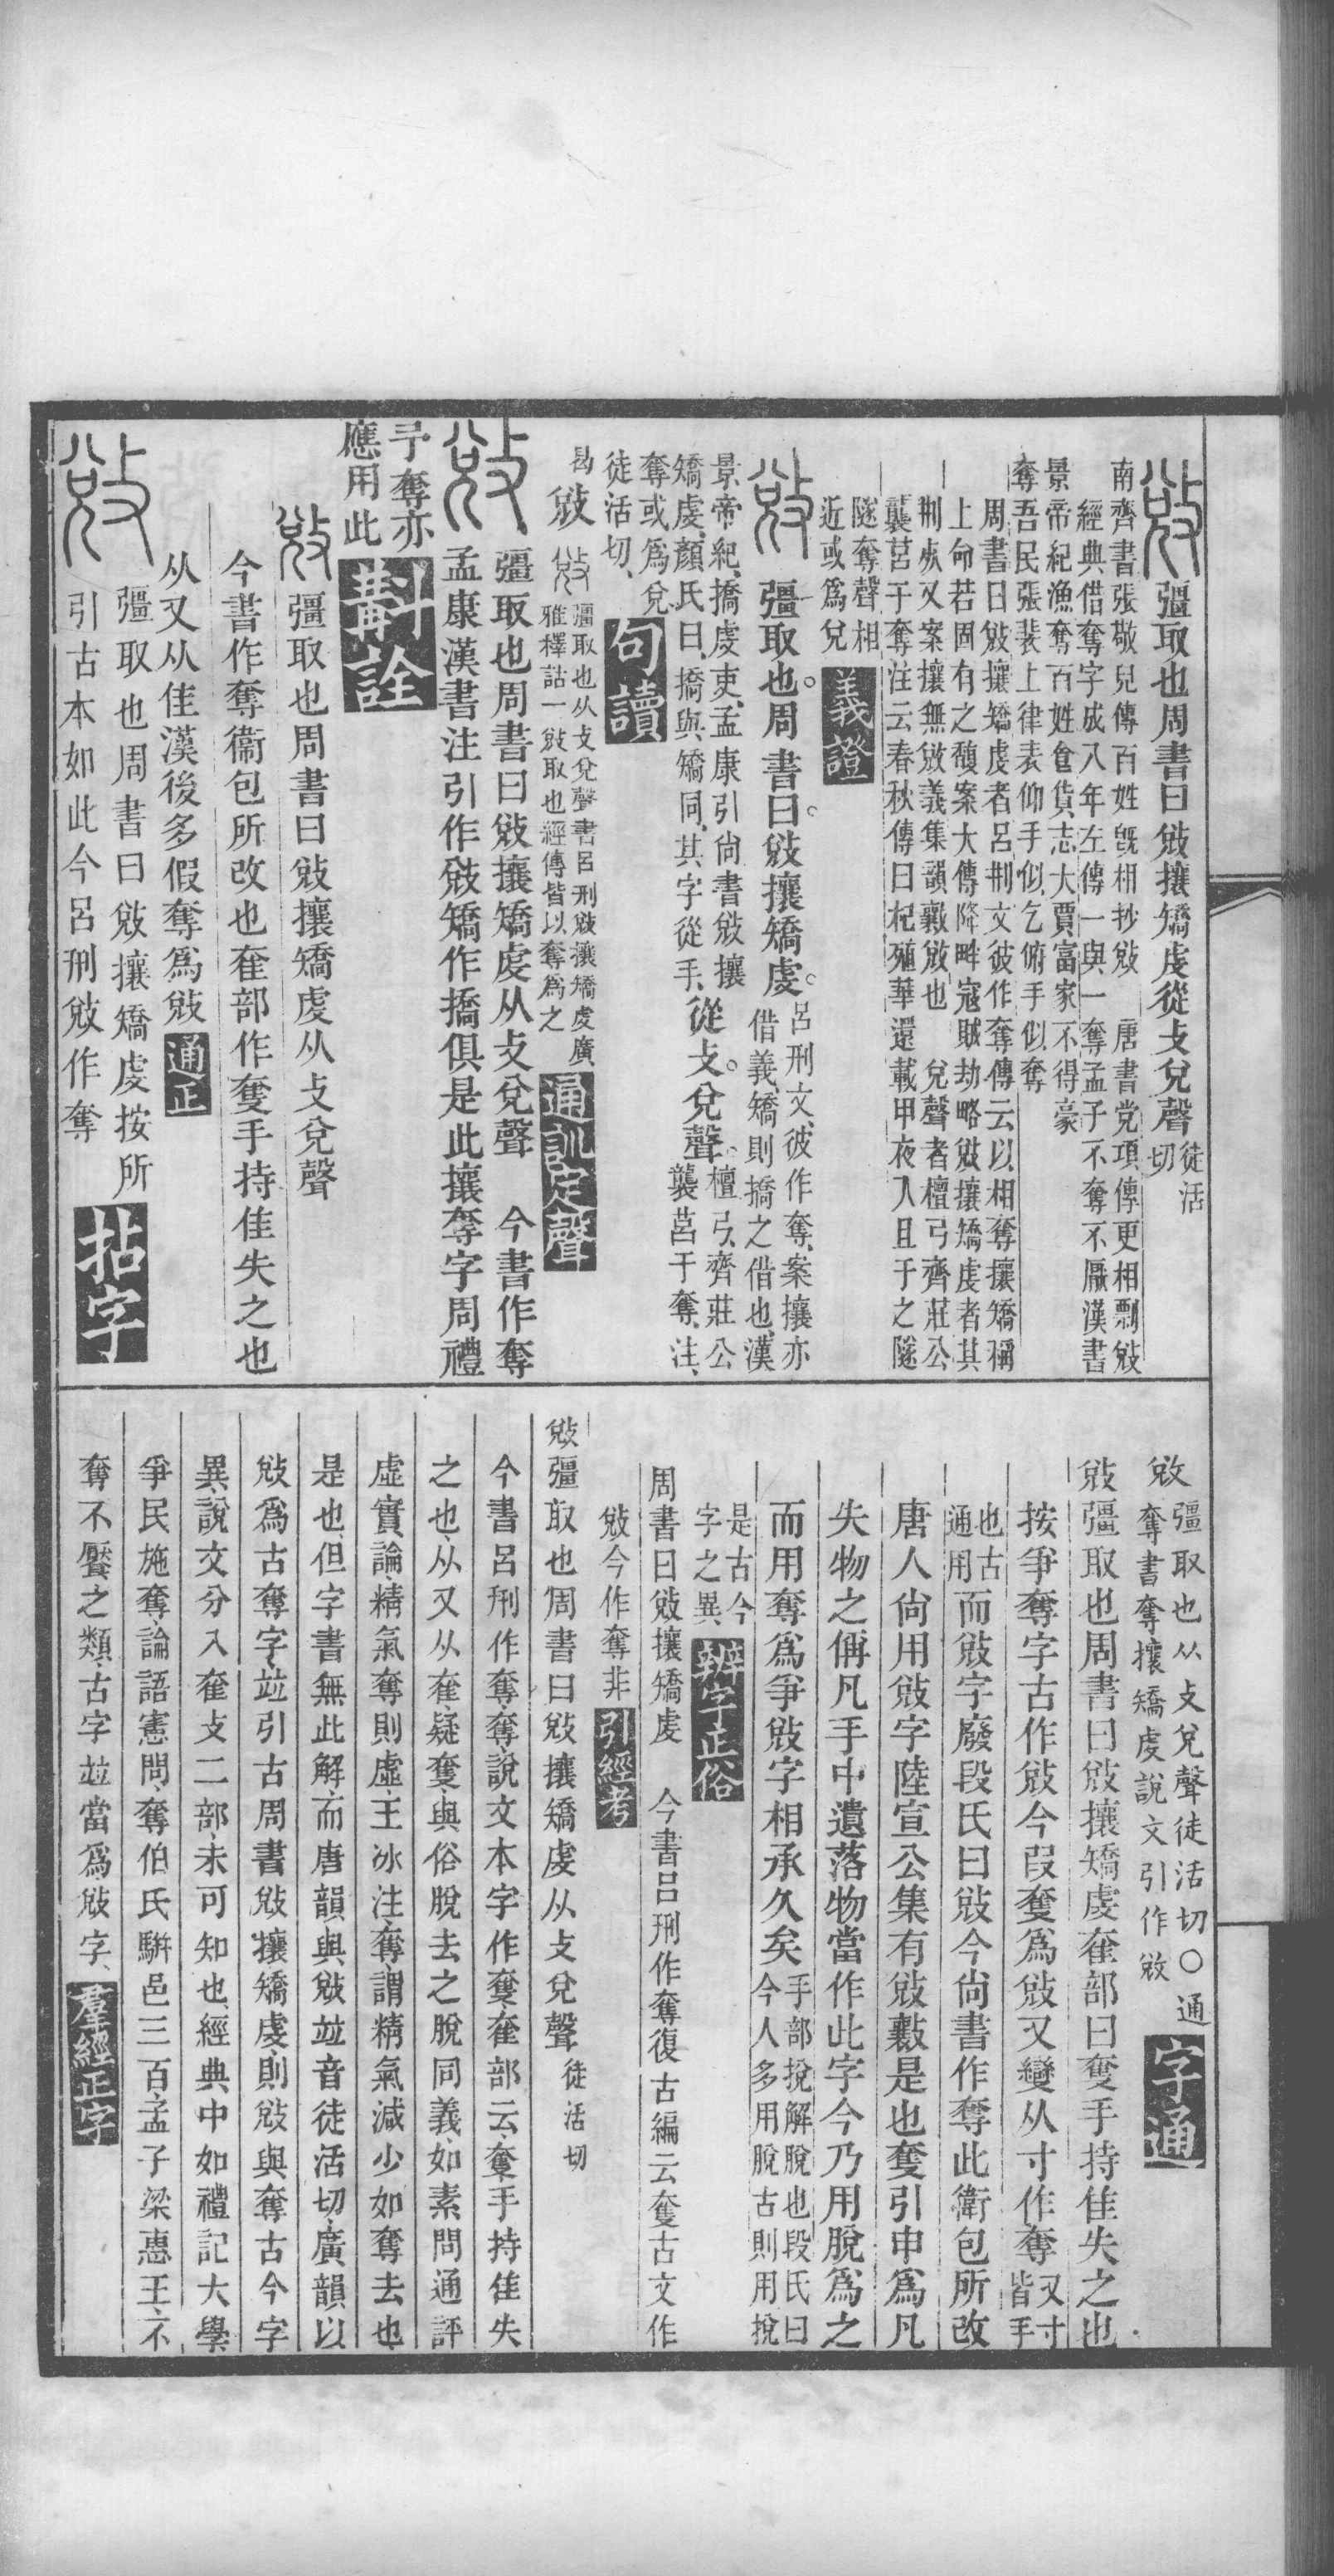 敓彊取也周書曰敓攘矯虔從攴兌聲徒活切
南齊書張敬兒傳百姓旣相抄敓　唐書党項傳更相剽敓
經典借奪字成八年左傳一與一奪孟子不奪不厭漢書
景帝紀漁奪百姓食貨志大賈富家不得豪
奪吾民張裴上律表仰手似乞俯手似奪
周書曰敓攘矯虔者呂刑文彼作奪傳云以相奪攘矯稱
上命若固有之馥案大傳降畔寇賊劫略敓攘矯虔者其
刑㱙又案攘無敓義集韻敹敓也　兌聲者檀弓齊莊公
襲莒于奪注云春秋傳曰杞殖華還載甲夜入且于之隧
隧奪聲相
近或爲兌
義證
敓彊取也周書曰敓攘矯虔呂刑文彼作奪案攘亦
借義矯則撟之借也漢
景帝紀撟虔吏孟康引尙書敓攘
矯虔顏氏曰撟與矯同其字從手從攴兌聲檀弓齊莊公
襲莒于奪注
奪或爲兌
徒活切
句讀
敓彊取也从攴兌聲書呂刑敓攘矯虔廣
雅釋詁一敓取也經傳皆以奪爲之
通訓定聲
敓彊取也周書曰敓攘矯虔从攴兌聲　今書作奪
孟康漢書注引作敓矯作撟俱是此攘奪字周禮
予奪亦
應用此
斠詮
敓彊取也周書曰敓攘矯虔从攴兌聲
今書作奪衞包所改也奞部作奪手持隹失之也
从又从隹漢後多假奪爲敓
通正
敓彊取也周書曰敓攘矯虔按所
引古本如此今呂刑敓作奪
拈字
敓彊取也从攴兌聲徒活切○通
奪書奪攘矯虔說文引作敓
字通
敓彊取也周書曰敓攘矯虔奞部曰奪手持隹失之也
按爭奪字古作敓今叚奪爲敓又變从寸作奪又寸
皆手
也古
通用而敓字廢段氏曰敓今尙書作奪此衛包所改
唐人尙用敓字陸宣公集有敓敹是也奪引申爲凡
失物之偁凡手中遺落物當作此字今乃用脫爲之
而用奪爲爭敓字相承久矣手部捝解脫也段氏曰
今人多用脫古則用捝
是古今
字之異
辨字正俗
周書曰敓攘矯虔　今書呂刑作奪復古編云奪古文作
敓今作奪非
引經考
敓彊取也周書曰敓攘矯虔从攴兌聲徒活切
今書呂刑作奪奪說文本字作奪奞部云奪手持隹失
之也从又从奞疑奪與俗脫去之脫同義如素問通評
虛實論精氣奪則虛王冰注奪謂精氣減少如奪去也
是也但字書無此解而唐韻與敓竝音徒活切廣韻以
敓爲古奪字竝引古周書敓攘矯虔則敓與奪古今字
異說文分入奞攴二部未可知也經典中如禮記大學
爭民施奪論語憲問奪伯氏騈邑三百孟子梁惠王不
奪不饜之類古字竝當爲敓字
羣經正字